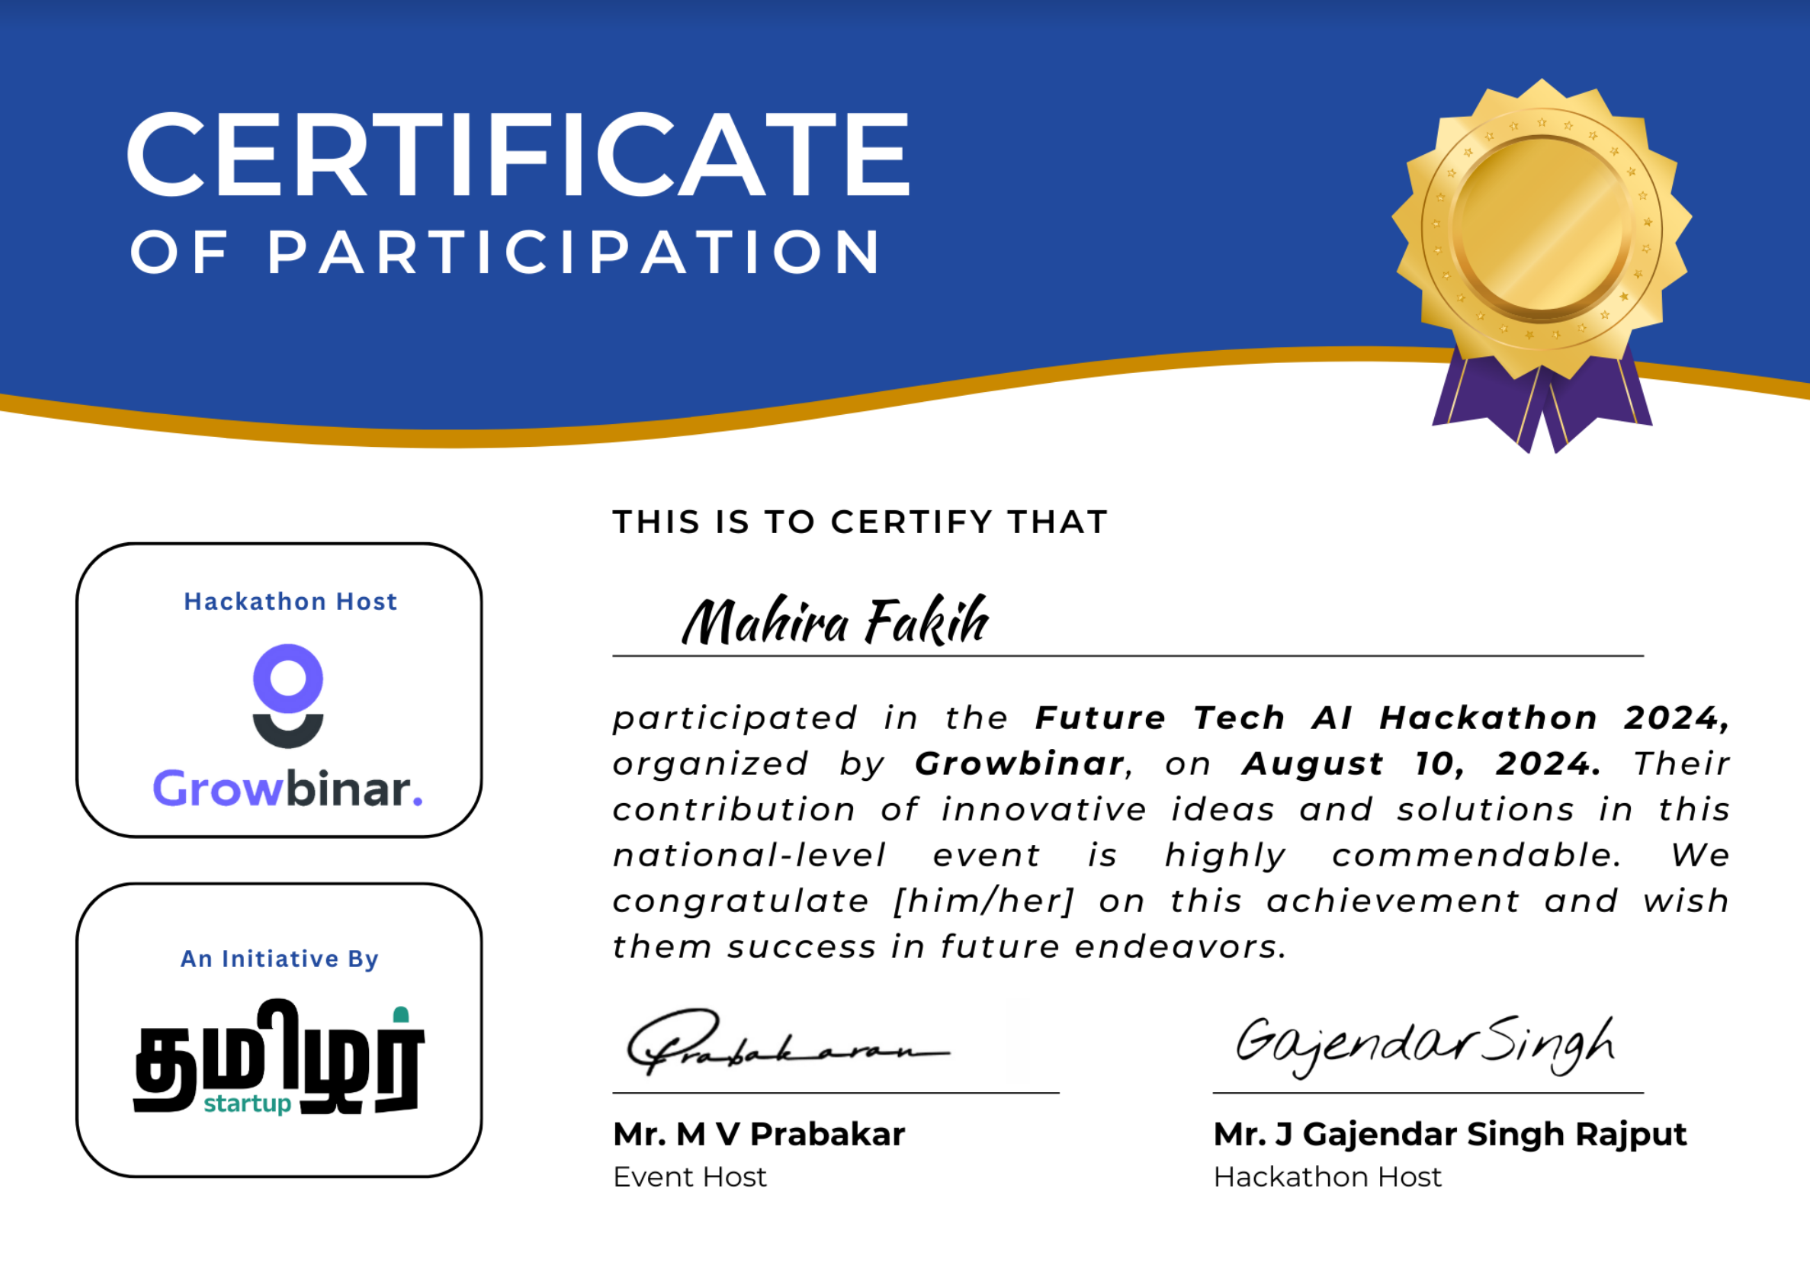 CERTIFICATE
OF PARTICIPATION
THIS IS TO CERTIFY THAT
Mahira Fakih
participated in the Future Tech AI Hackathon 2024,
organized by Growbinar, on August 10, 2024. Their
contribution of innovative ideas and solutions in this
national-level event is highly commendable. We
congratulate [him/her] on this achievement and wish
them success in future endeavors.
Hackathon Host
Growbinar.
An Initiative By
தமிழர்
startup
Prabakaran
Mr. M V Prabakar
Event Host
Gajendar Singh
Mr. J Gajendar Singh Rajput
Hackathon Host